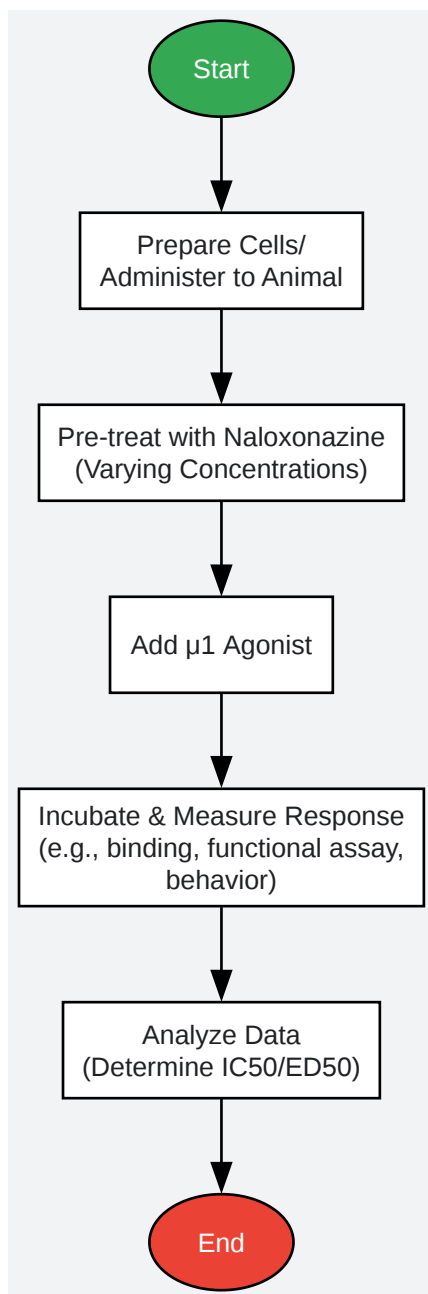 Start
Prepare Cells/
Administer to Animal
Pre-treat with Naloxonazine
(Varying Concentrations)
Add μ1 Agonist
Incubate & Measure Response
(e.g., binding, functional assay,
behavior)
Analyze Data
(Determine IC50/ED50)
End